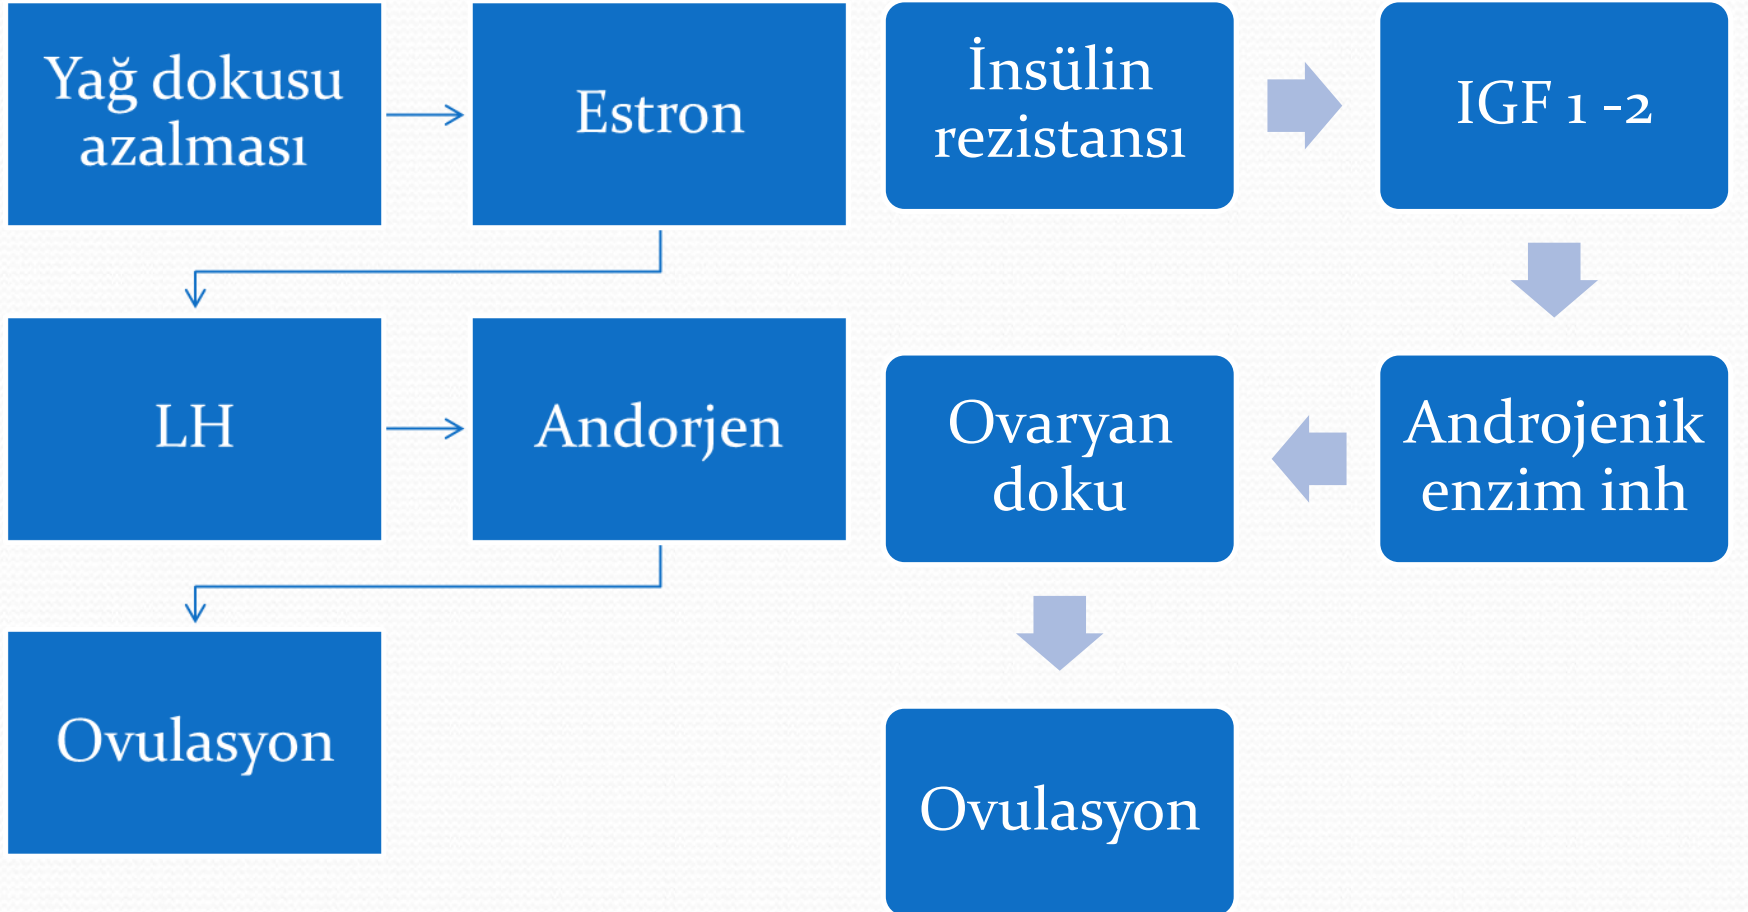 Yağ dokusu
azalması
Estron
LH
Andorjen
Ovulasyon
İnsülin
rezistansı
IGF 1 -2
Androjenik
enzim inh
Ovaryan
doku
Ovulasyon